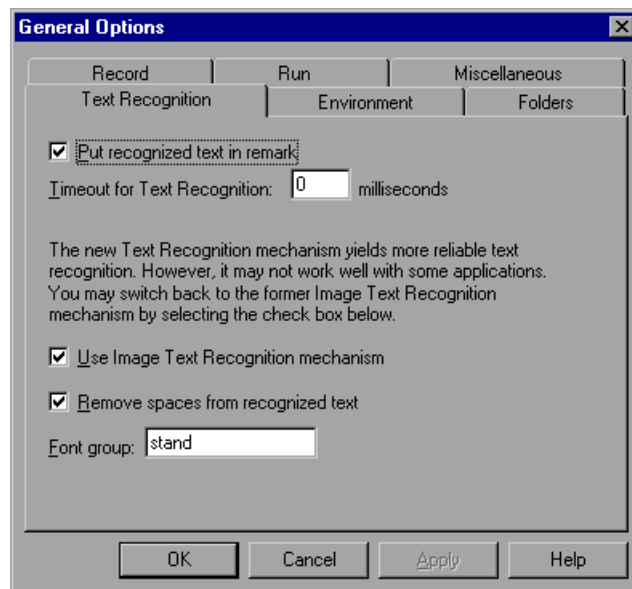 General Options
Record Run Miscellaneous
Text Recognition Environment Folders
Put recognized text in remark
Timeout for Text Recognition: 0 milliseconds
The new Text Recognition mechanism yields more reliable text
recognition. However, it may not work well with some applications.
You may switch back to the former Image Text Recognition
mechanism by selecting the check box below.
Use Image Text Recognition mechanism
Remove spaces from recognized text
Font group: stand
OK Cancel Apply Help